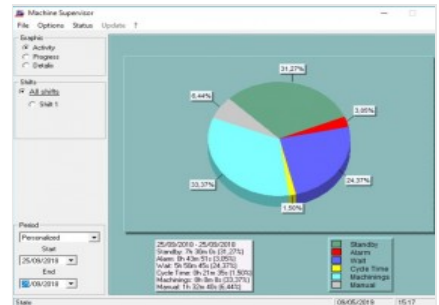 Machine Supervisor
File Options Status Update ?
Graphic
Activity
Progress
Details
Shifts
All shifts
Shift 1
31,27%
3,05%
24,37%
1,50%
33,37%
6,44%
Period
Personalized
Start
25/09/2018
End
/09/2018
25/09/2018 - 25/09/2018
Standby: 7h 30m 0s (31,27%)
Alarm: 0h 43m 51s (3,05%)
Wait: 5h 50m 45s (24,37%)
Cycle Time: 0h 21m 35s (1,50%)
Machinings: 8h 0m 8s (33,37%)
Manual: 1h 32m 40s (6,44%)
Standby
Alarm
Wait
Cycle Time
Machinings
Manual
State
15:17